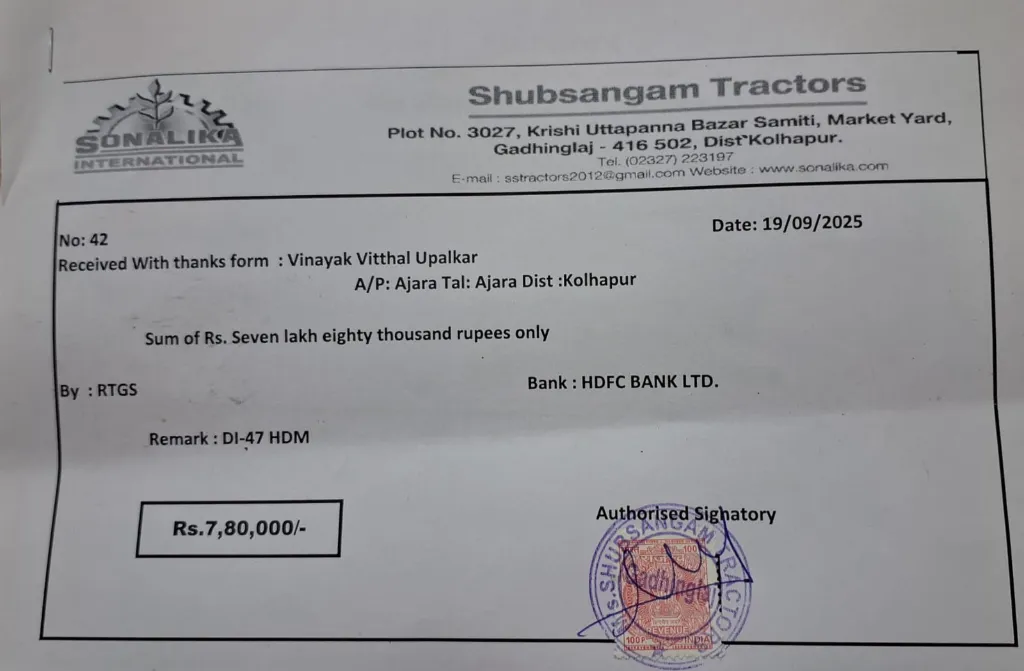 SONALIKA
INTERNATIONAL
Shubsangam Tractors
Plot No. 3027, Krishi Uttapanna Bazar Samiti, Market Yard,
Gadhinglaj - 416 502, Dist Kolhapur.
Tel. (02327) 223197
E-mail : sstractors2012@gmail.com Website : www.sonalika.com
No: 42
Date: 19/09/2025
Received With thanks form : Vinayak Vitthal Upalkar
A/P: Ajara Tal: Ajara Dist :Kolhapur
Sum of Rs. Seven lakh eighty thousand rupees only
By : RTGS
Bank : HDFC BANK LTD.
Remark : DI-47 HDM
Rs.7,80,000/-
Authorised Signatory
M/s. SHUBSANGAM TRACTORS
100
Gadhinglaj
REVENUE
100P INDIA